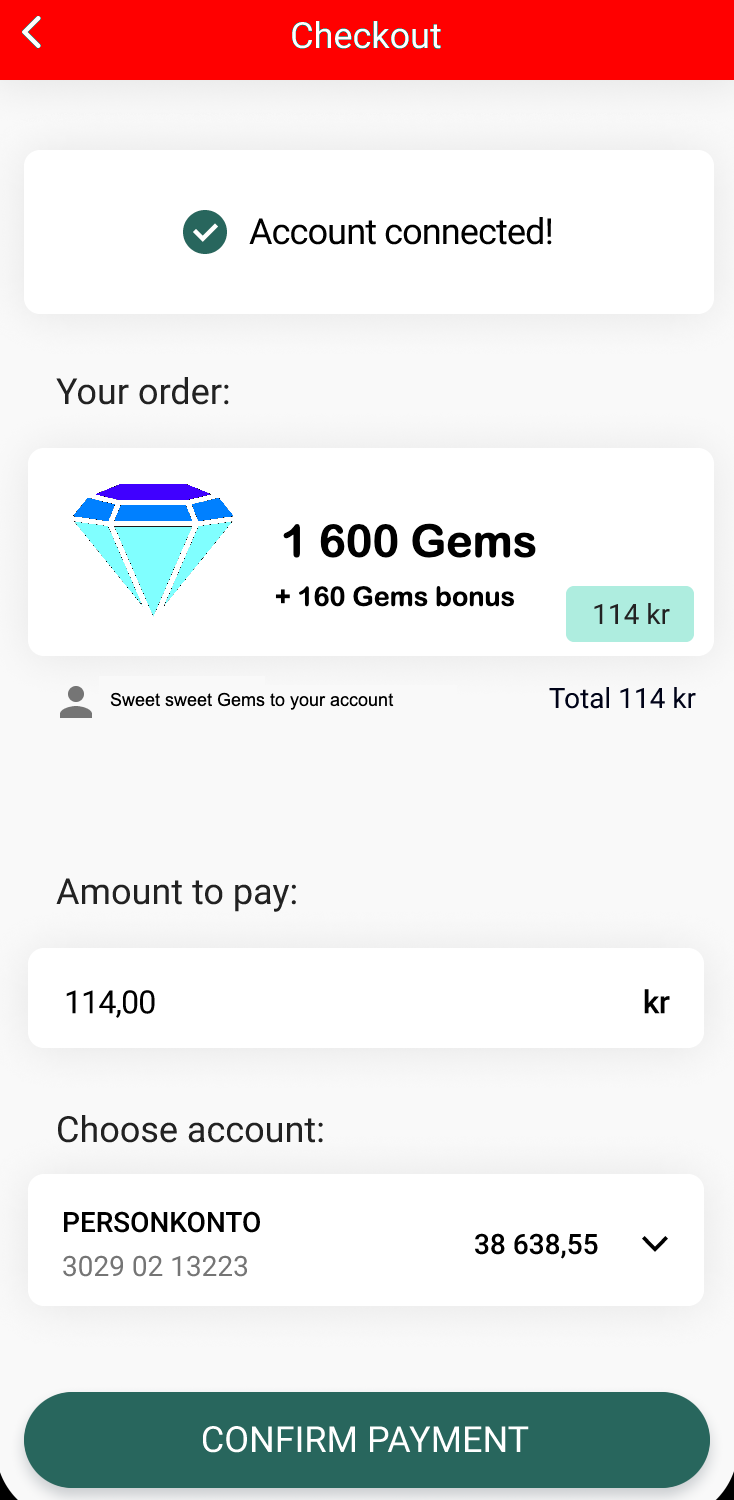 Checkout
Account connected!
Your order:
1 600 Gems
+ 160 Gems bonus
114 kr
Sweet sweet Gems to your account
Total 114 kr
Amount to pay:
114,00 kr
Choose account:
PERSONKONTO
3029 02 13223
38 638,55
CONFIRM PAYMENT